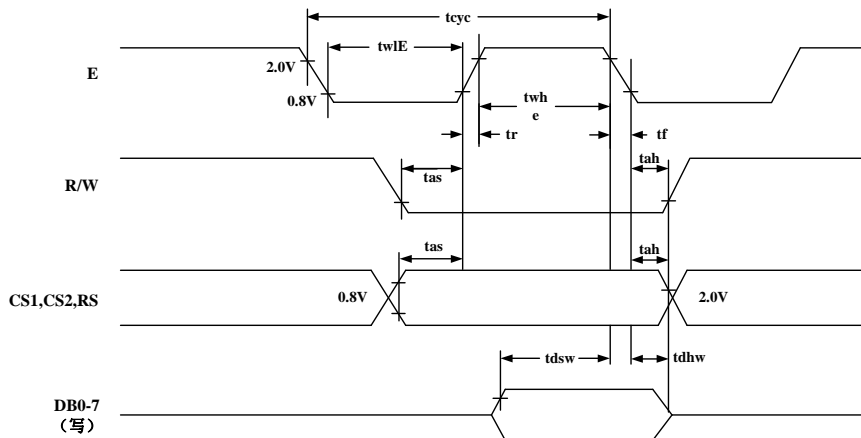 tcyc
twlE
E
2.0V
0.8V
twh
e
tr
tf
tah
R/W
tas
tas
tah
CS1,CS2,RS
0.8V
2.0V
tdsw
tdhw
DB0-7
（写）